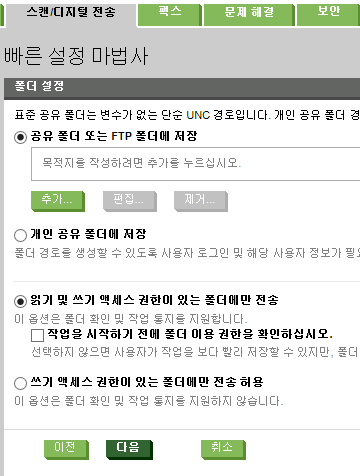 스캔/디지털 전송 팩스 문제 해결 보안
빠른 설정 마법사
폴더 설정
표준 공유 폴더는 변수가 없는 단순 UNC 경로입니다. 개인 공유 폴더 경
공유 폴더 또는 FTP 폴더에 저장
목적지를 작성하려면 추가를 누르십시오.
추가... 편집... 제거...
개인 공유 폴더에 저장
폴더 경로를 생성할 수 있도록 사용자 로그인 및 해당 사용자 정보가 필요
읽기 및 쓰기 액세스 권한이 있는 폴더에만 전송
이 옵션은 폴더 확인 및 작업 통지를 지원합니다.
작업을 시작하기 전에 폴더 이용 권한을 확인하십시오.
선택하지 않으면 사용자가 작업을 보다 빨리 저장할 수 있지만, 폴더
쓰기 액세스 권한이 있는 폴더에만 전송 허용
이 옵션은 폴더 확인 및 작업 통지를 지원하지 않습니다.
이전 다음 취소